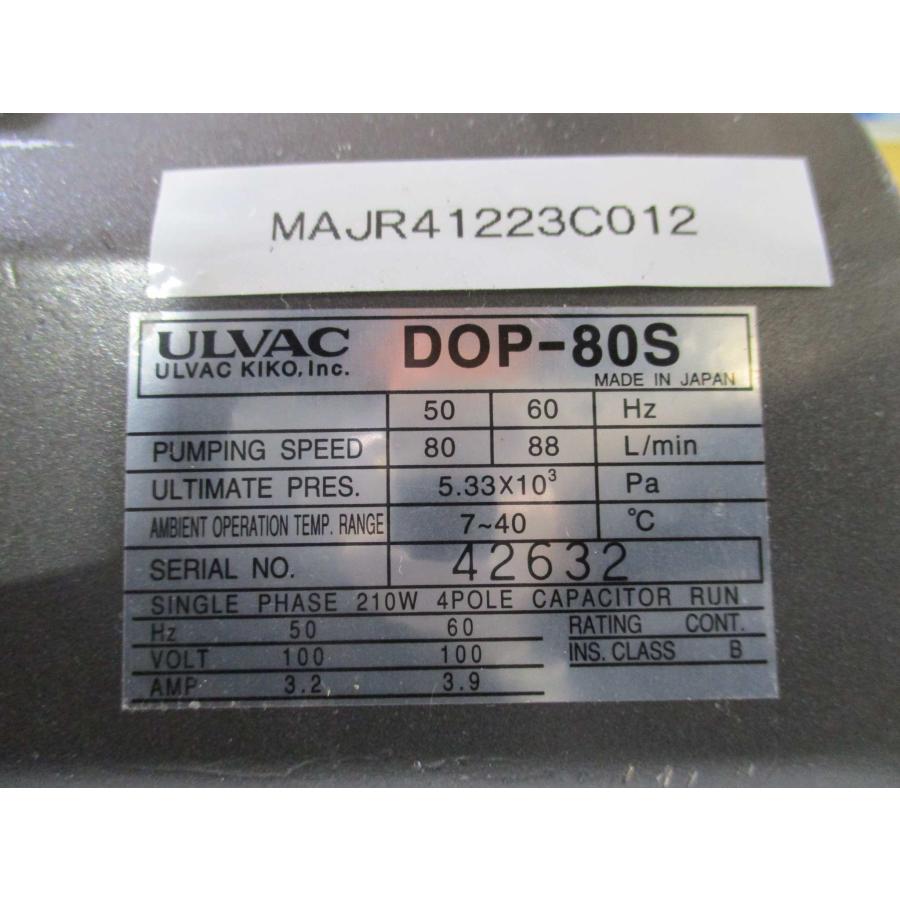 MAJR41223C012
ULVAC DOP-80S
ULVAC KIKO, Inc. MADE IN JAPAN
50 60 Hz
PUMPING SPEED 80 88 L/min
ULTIMATE PRES. 5.33X10³ Pa
AMBIENT OPERATION TEMP. RANGE 7~40 °C
SERIAL NO. 42632
SINGLE PHASE 210W 4POLE CAPACITOR RUN
Hz 50 60 RATING CONT.
VOLT 100 100 INS. CLASS B
AMP 3.2 3.9